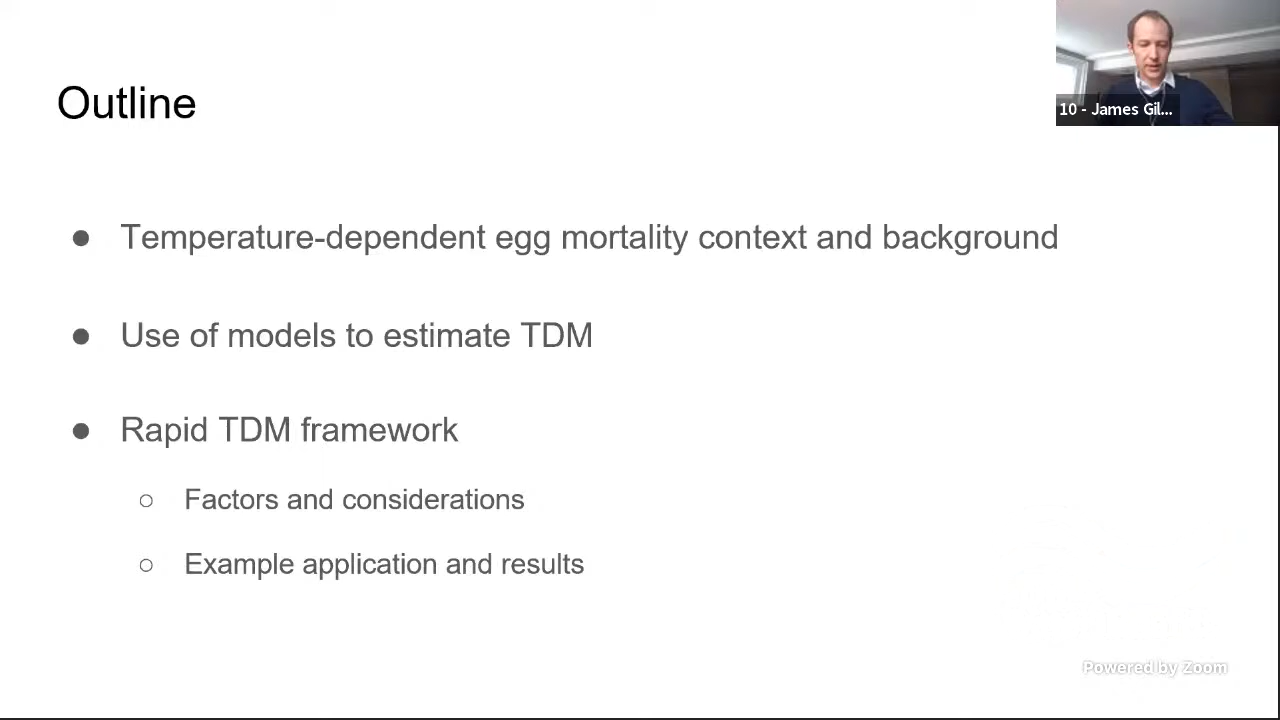 Outline
10 - James Gil...
● Temperature-dependent egg mortality context and background
● Use of models to estimate TDM
● Rapid TDM framework
○ Factors and considerations
○ Example application and results
Powered by Zoom